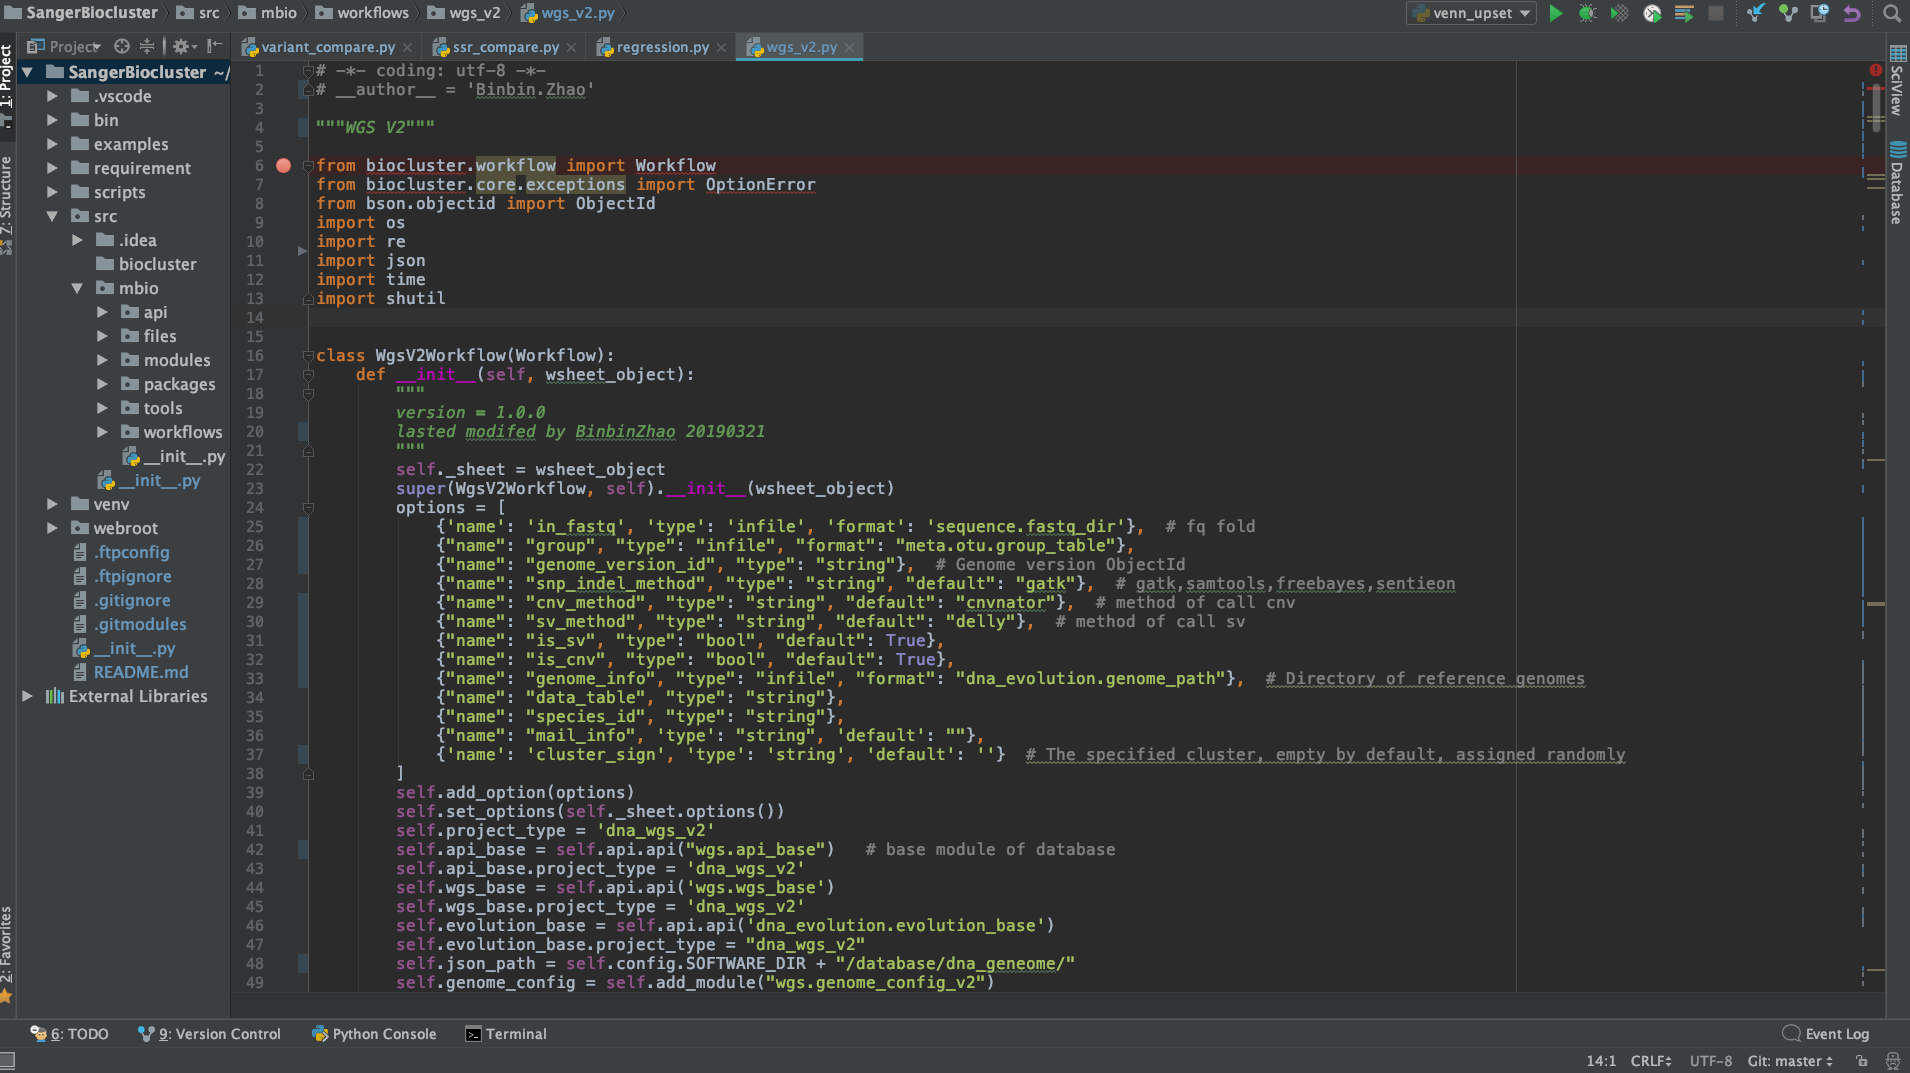 SangerBiocluster src mbio workflows wgs_v2 wgs_v2.py venn_upset
Project variant_compare.py ssr_compare.py regression.py wgs_v2.py
1: Project
7: Structure
2: Favorites
SangerBiocluster ~/
.vscode
bin
examples
requirement
scripts
src
.idea
biocluster
mbio
api
files
modules
packages
tools
workflows
__init__.py
__init__.py
venv
webroot
.ftpconfig
.ftpignore
.gitignore
.gitmodules
__init__.py
README.md
External Libraries
1 # -*- coding: utf-8 -*-
2 # __author__ = 'Binbin.Zhao'
3
4 """WGS V2"""
5
6 from biocluster.workflow import Workflow
7 from biocluster.core.exceptions import OptionError
8 from bson.objectid import ObjectId
9 import os
10 import re
11 import json
12 import time
13 import shutil
14
15
16 class WgsV2Workflow(Workflow):
17 def __init__(self, wsheet_object):
18 """
19 version = 1.0.0
20 lasted modifed by BinbinZhao 20190321
21 """
22 self._sheet = wsheet_object
23 super(WgsV2Workflow, self).__init__(wsheet_object)
24 options = [
25 {'name': 'in_fastq', 'type': 'infile', 'format': 'sequence.fastq_dir'}, # fq fold
26 {"name": "group", "type": "infile", "format": "meta.otu.group_table"},
27 {"name": "genome_version_id", "type": "string"}, # Genome version ObjectId
28 {"name": "snp_indel_method", "type": "string", "default": "gatk"}, # gatk,samtools,freebayes,sentieon
29 {"name": "cnv_method", "type": "string", "default": "cnvnator"}, # method of call cnv
30 {"name": "sv_method", "type": "string", "default": "delly"}, # method of call sv
31 {"name": "is_sv", "type": "bool", "default": True},
32 {"name": "is_cnv", "type": "bool", "default": True},
33 {"name": "genome_info", "type": "infile", "format": "dna_evolution.genome_path"}, # Directory of reference genomes
34 {"name": "data_table", "type": "string"},
35 {"name": "species_id", "type": "string"},
36 {"name": "mail_info", 'type': "string", 'default': ""},
37 {'name': 'cluster_sign', 'type': 'string', 'default': ''} # The specified cluster, empty by default, assigned randomly
38 ]
39 self.add_option(options)
40 self.set_options(self._sheet.options())
41 self.project_type = 'dna_wgs_v2'
42 self.api_base = self.api.api("wgs.api_base") # base module of database
43 self.api_base.project_type = 'dna_wgs_v2'
44 self.wgs_base = self.api.api('wgs.wgs_base')
45 self.wgs_base.project_type = 'dna_wgs_v2'
46 self.evolution_base = self.api.api('dna_evolution.evolution_base')
47 self.evolution_base.project_type = "dna_wgs_v2"
48 self.json_path = self.config.SOFTWARE_DIR + "/database/dna_geneome/"
49 self.genome_config = self.add_module("wgs.genome_config_v2")
SciView
Database
6: TODO 9: Version Control Python Console Terminal Event Log
14:1 CRLF UTF-8 Git: master